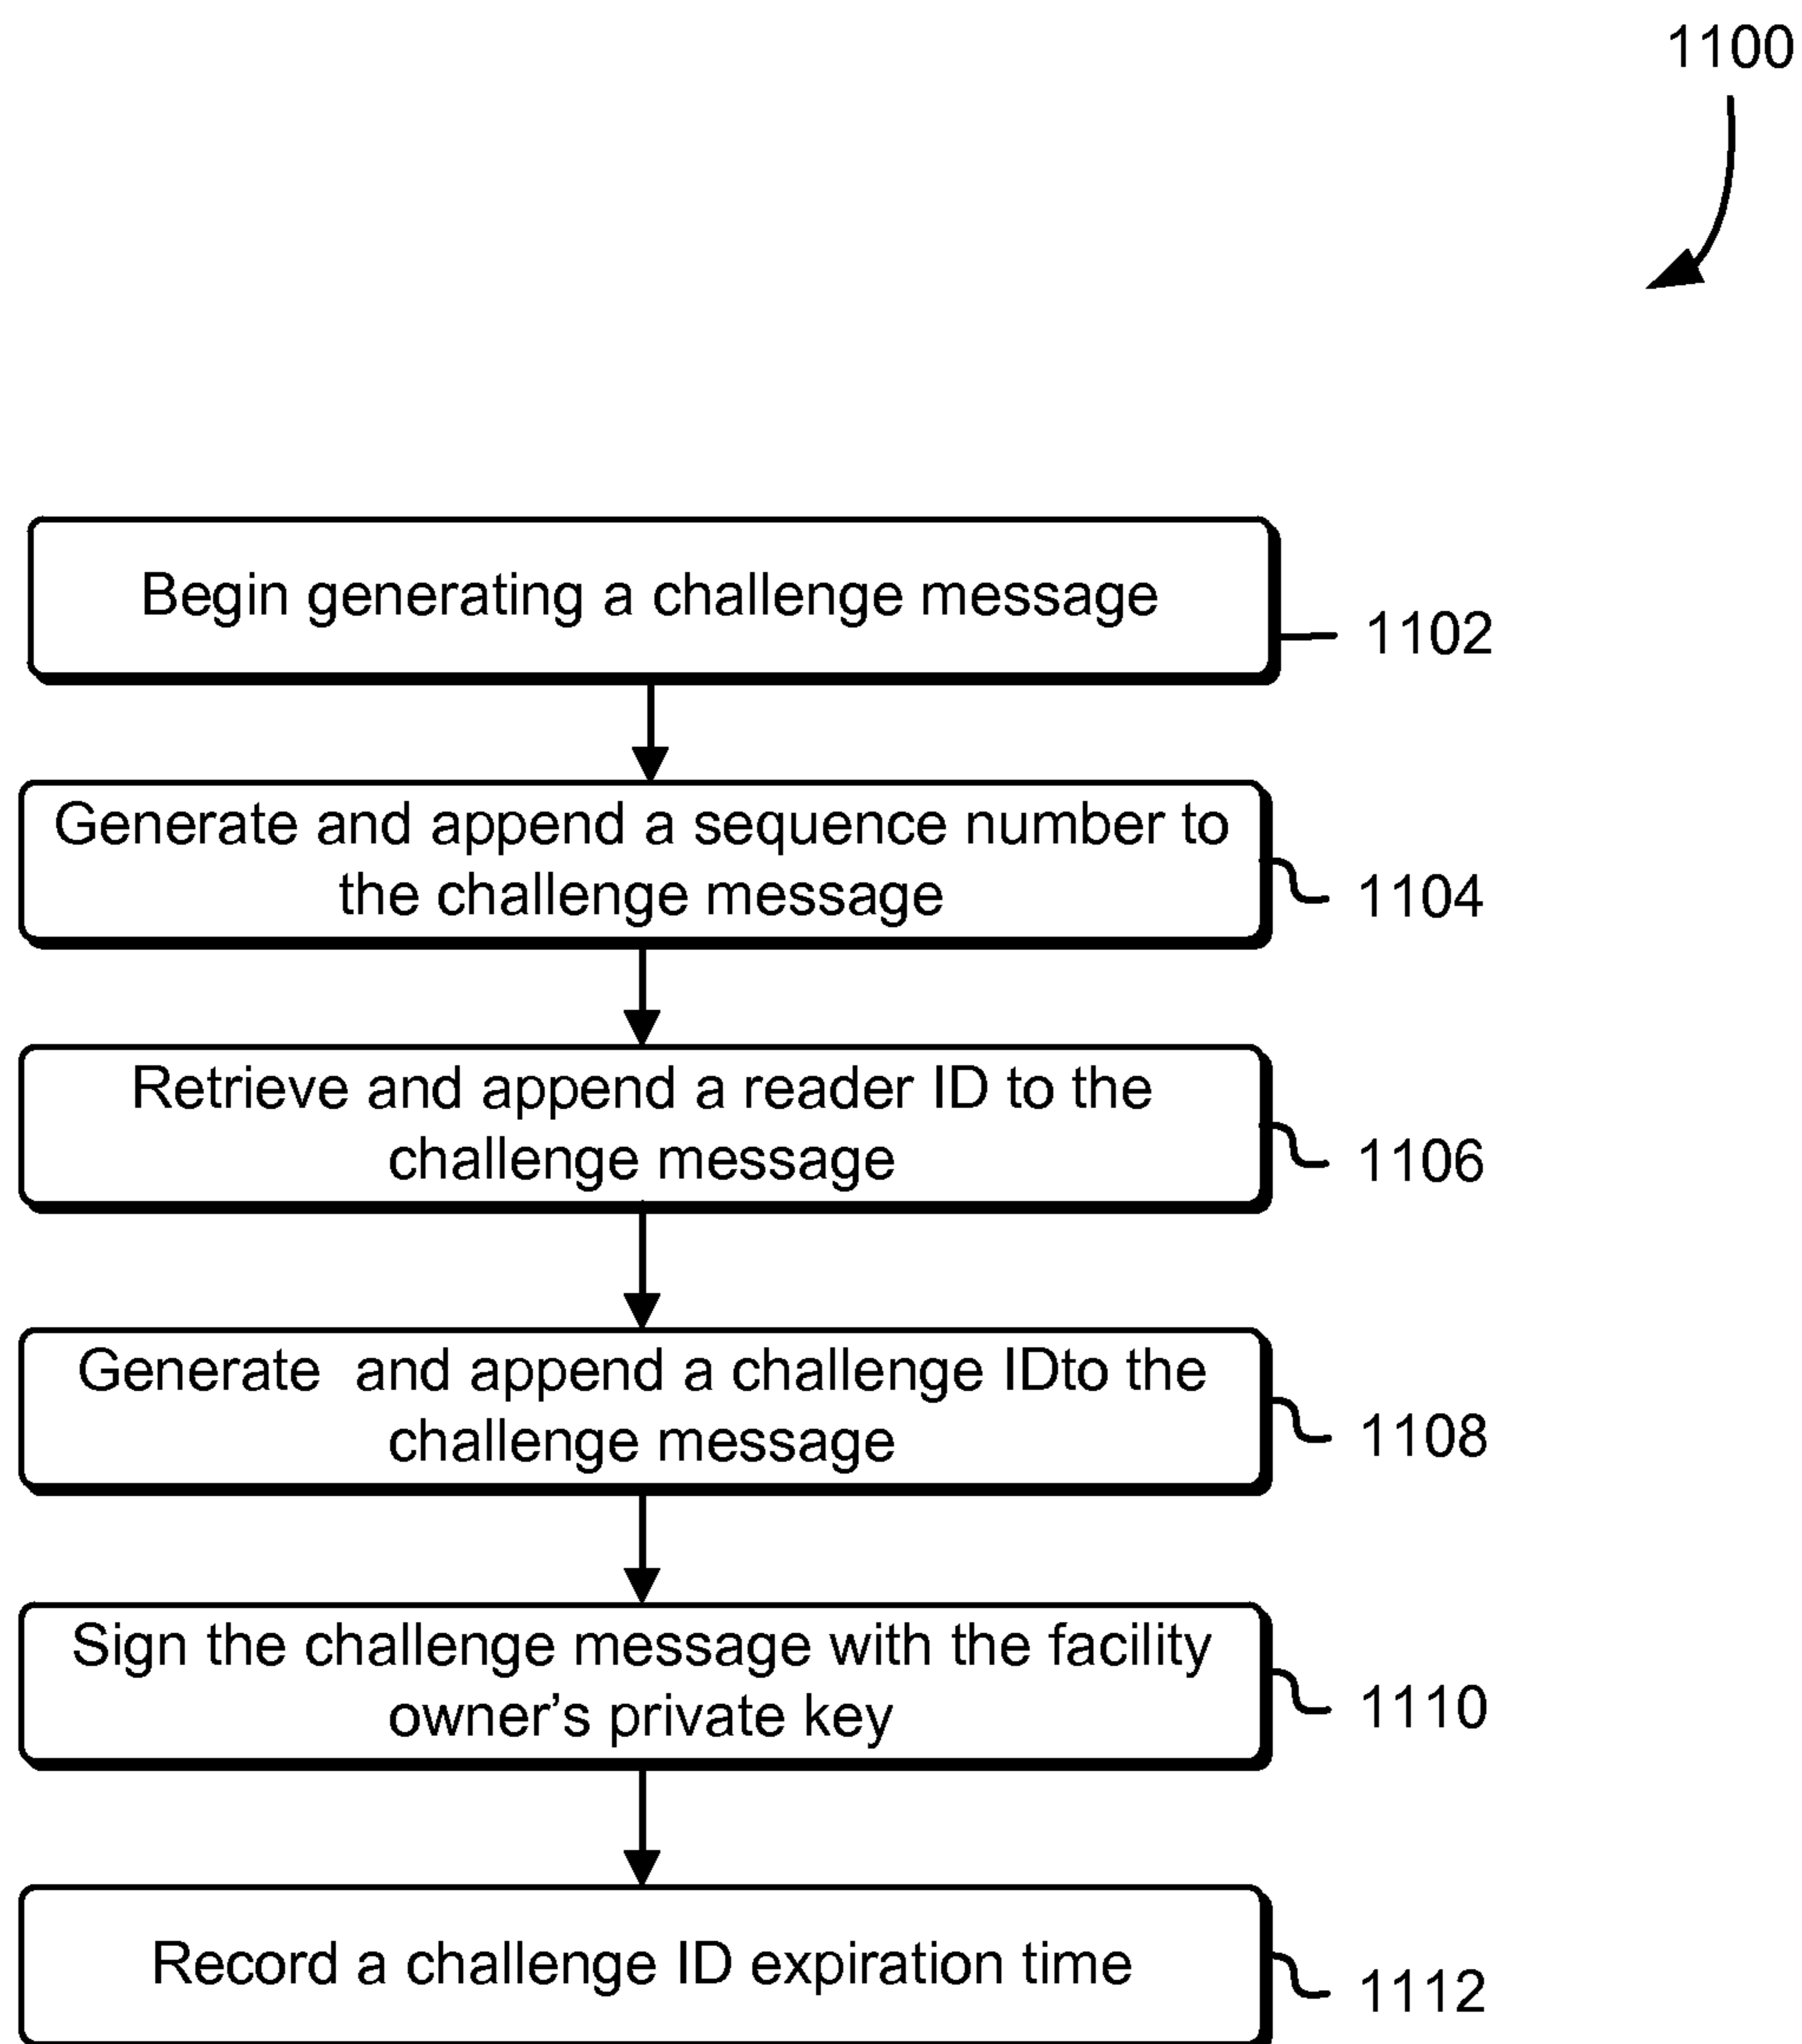 1100
Begin generating a challenge message
1102
Generate and append a sequence number to
the challenge message
1104
Retrieve and append a reader ID to the
challenge message
1106
Generate  and append a challenge IDto the
challenge message
1108
Sign the challenge message with the facility
owner’s private key
1110
Record a challenge ID expiration time
1112